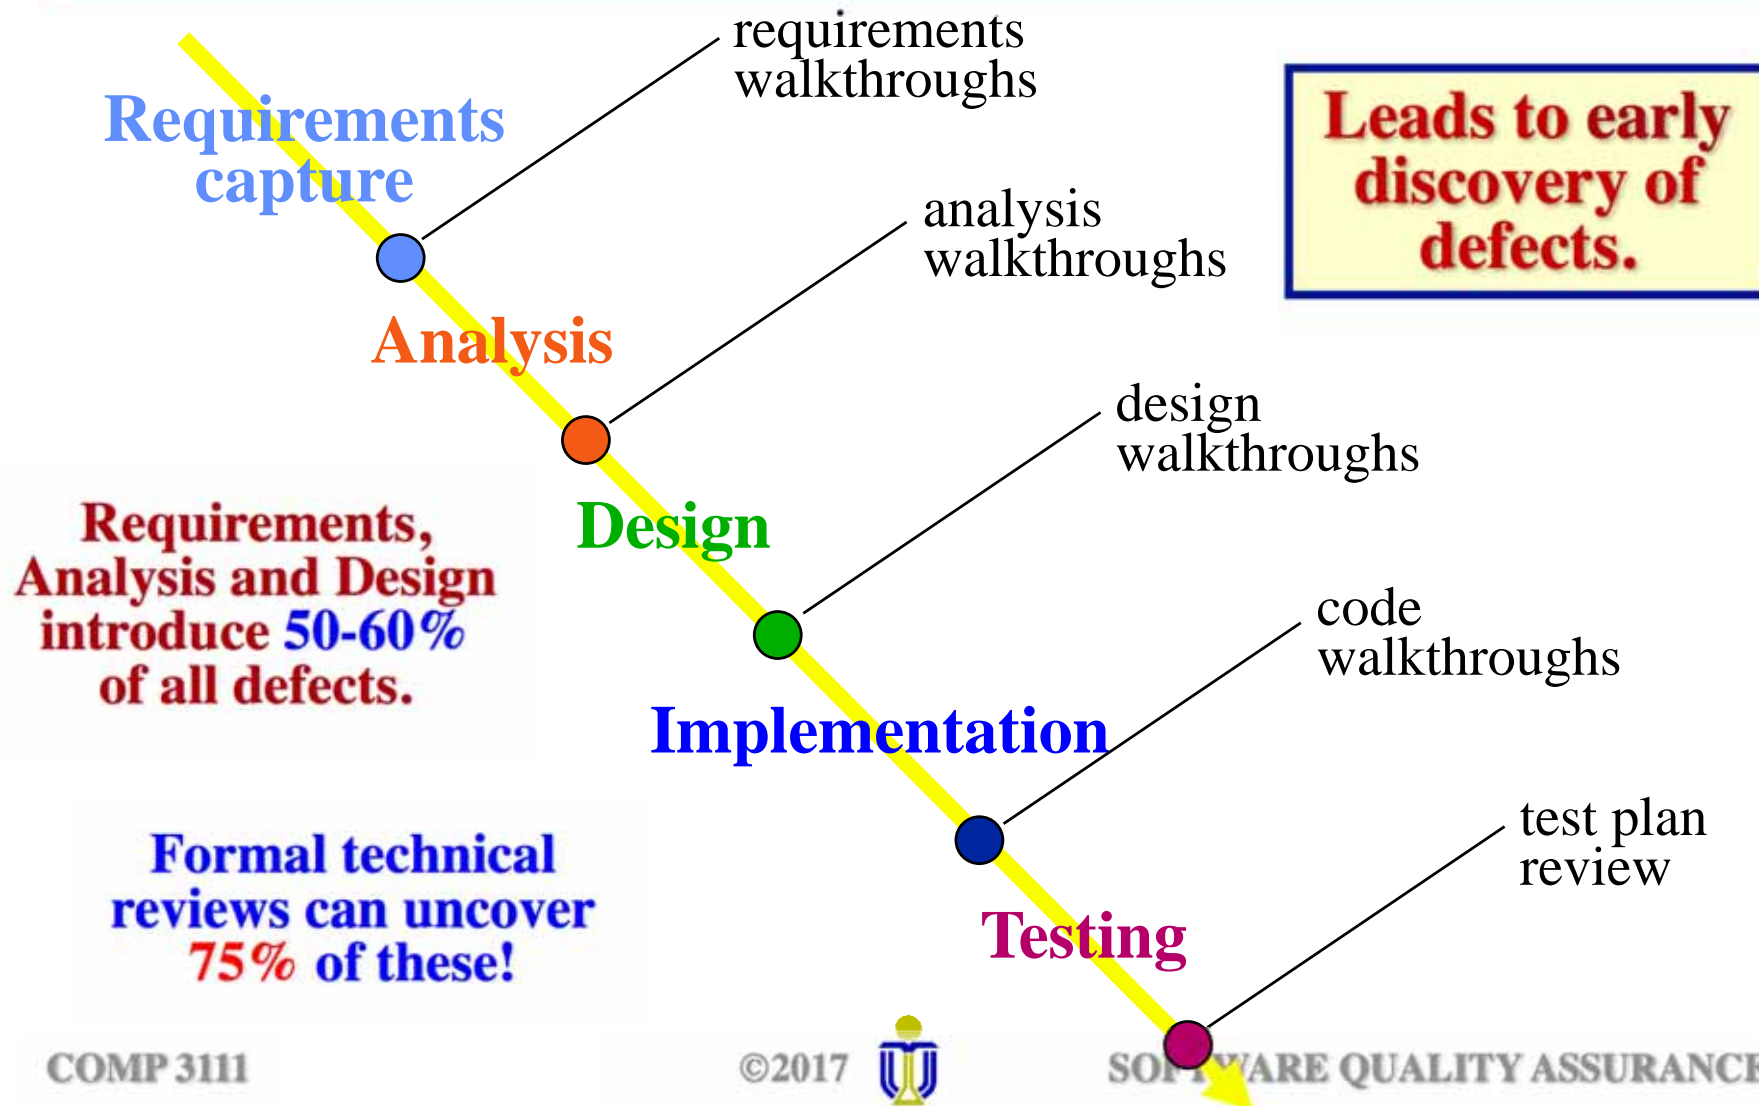 requirements
walkthroughs
Requirements
capture
Leads to early
discovery of
defects.
analysis
walkthroughs
Analysis
design
walkthroughs
Requirements,
Analysis and Design
introduce 50-60%
of all defects.
Design
code
walkthroughs
Implementation
Formal technical
reviews can uncover
75% of these!
test plan
review
Testing
COMP 3111
©2017
SOFTWARE QUALITY ASSURANCE